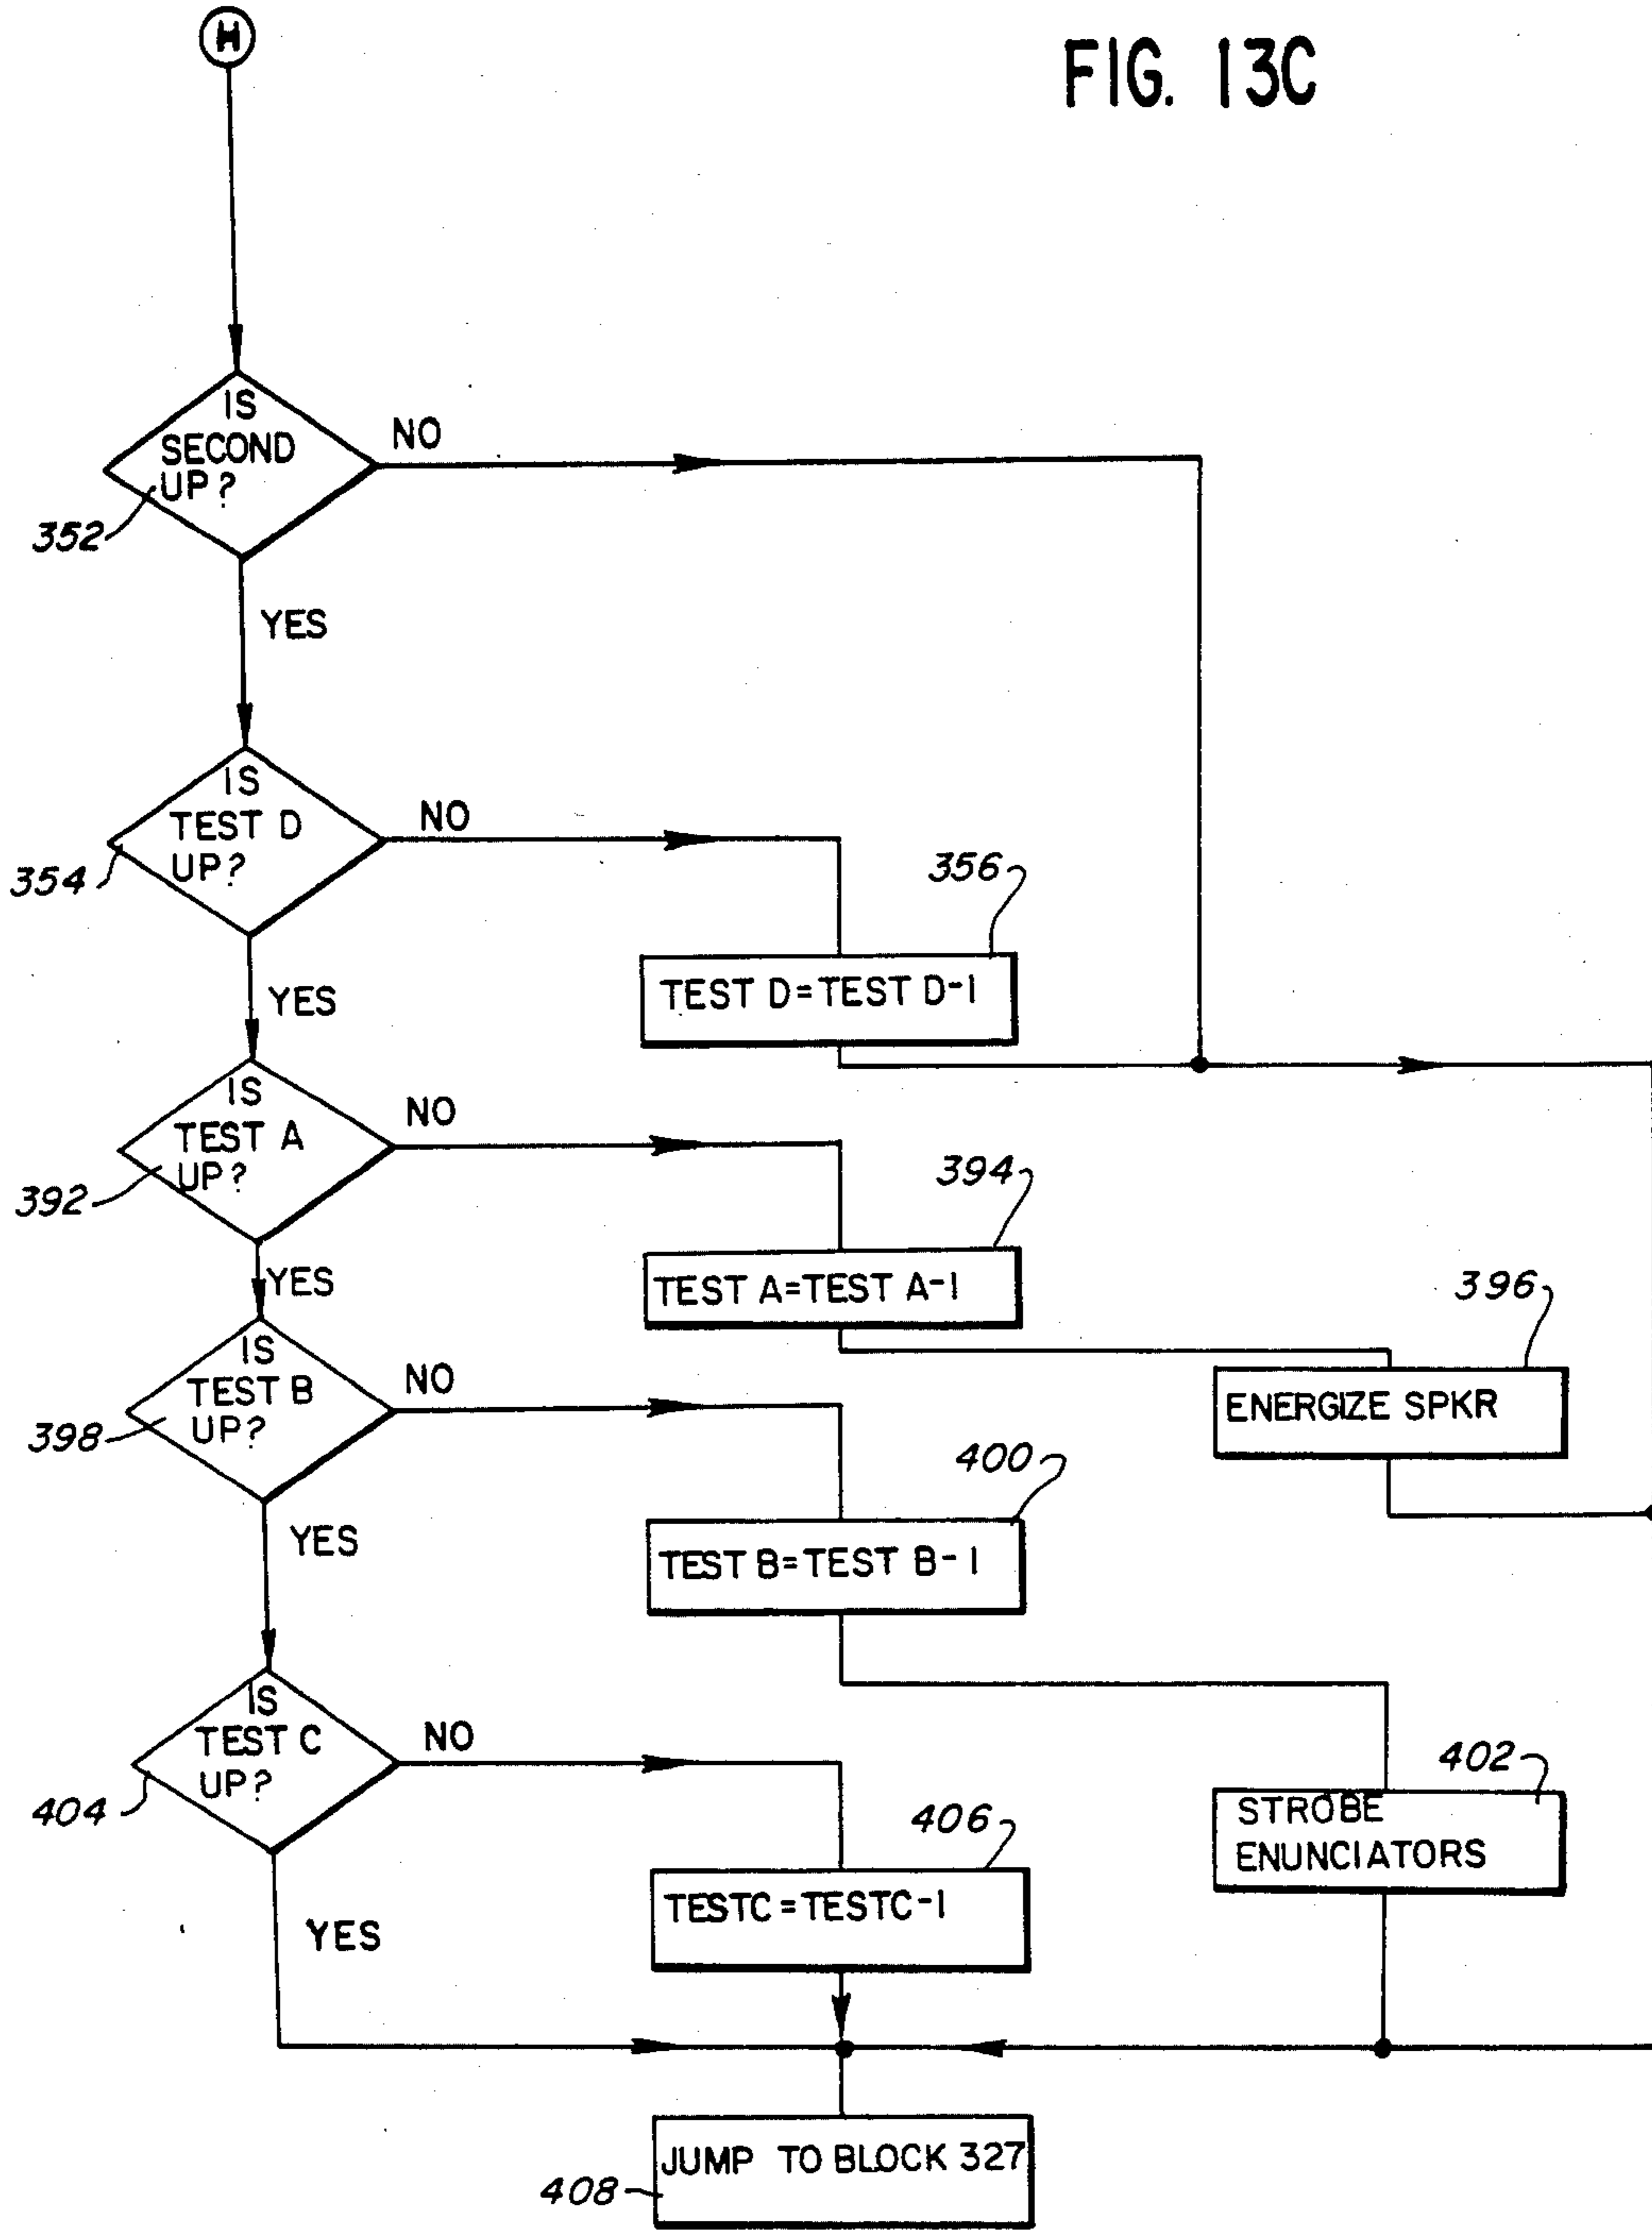 H
FIG. 13C
IS
SECOND
UP?
NO
352
YES
IS
TEST D
UP?
NO
354
356
TEST D=TEST D-1
YES
IS
TEST A
UP?
NO
392
394
TEST A=TEST A-1
YES
396
ENERGIZE SPKR
IS
TEST B
UP?
NO
398
400
TEST B=TEST B-1
YES
IS
TEST C
UP?
NO
404
402
STROBE
ENUNCIATORS
406
TESTC=TESTC-1
YES
JUMP TO BLOCK 327
408